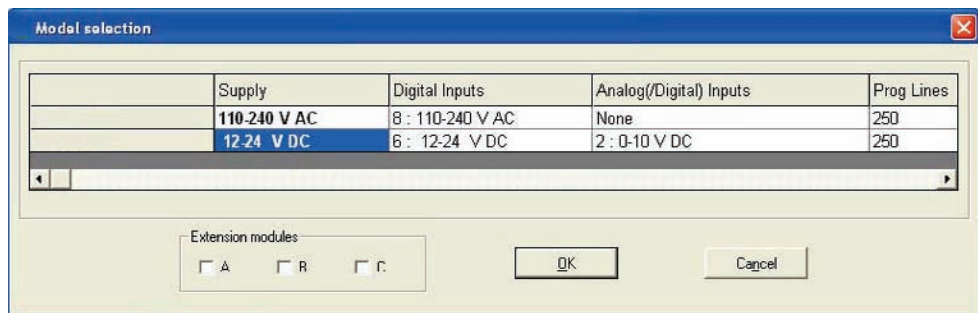 Model selection
Supply Digital Inputs Analog(/Digital) Inputs Prog Lines
110-240 V AC 8 : 110-240 V AC None 250
12-24 V DC 6 : 12-24 V DC 2 : 0-10 V DC 250
Extension modules
A B C
OK Cancel